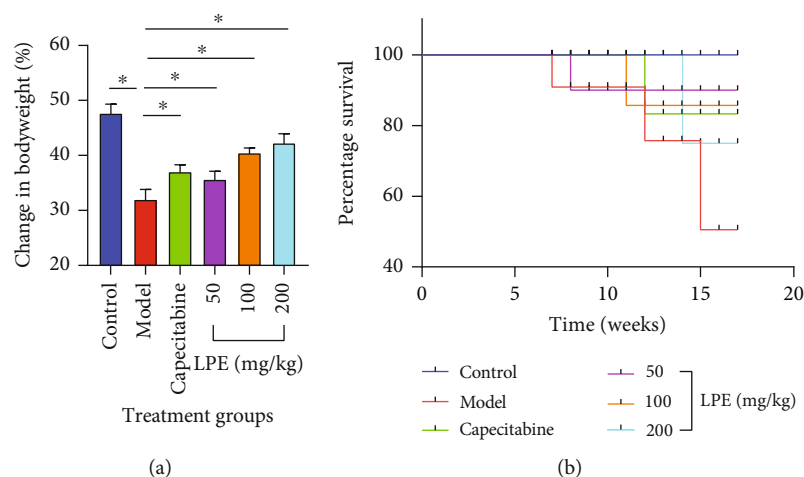 *
*
*
*
*
60
50
40
30
20
Change in bodyweight (%)
Control
Model
Capecitabine
50
100
200
LPE (mg/kg)
Treatment groups
(a)
100
80
60
40
Percentage survival
0
5
10
15
20
Time (weeks)
Control
Model
Capecitabine
50
100
200
LPE (mg/kg)
(b)